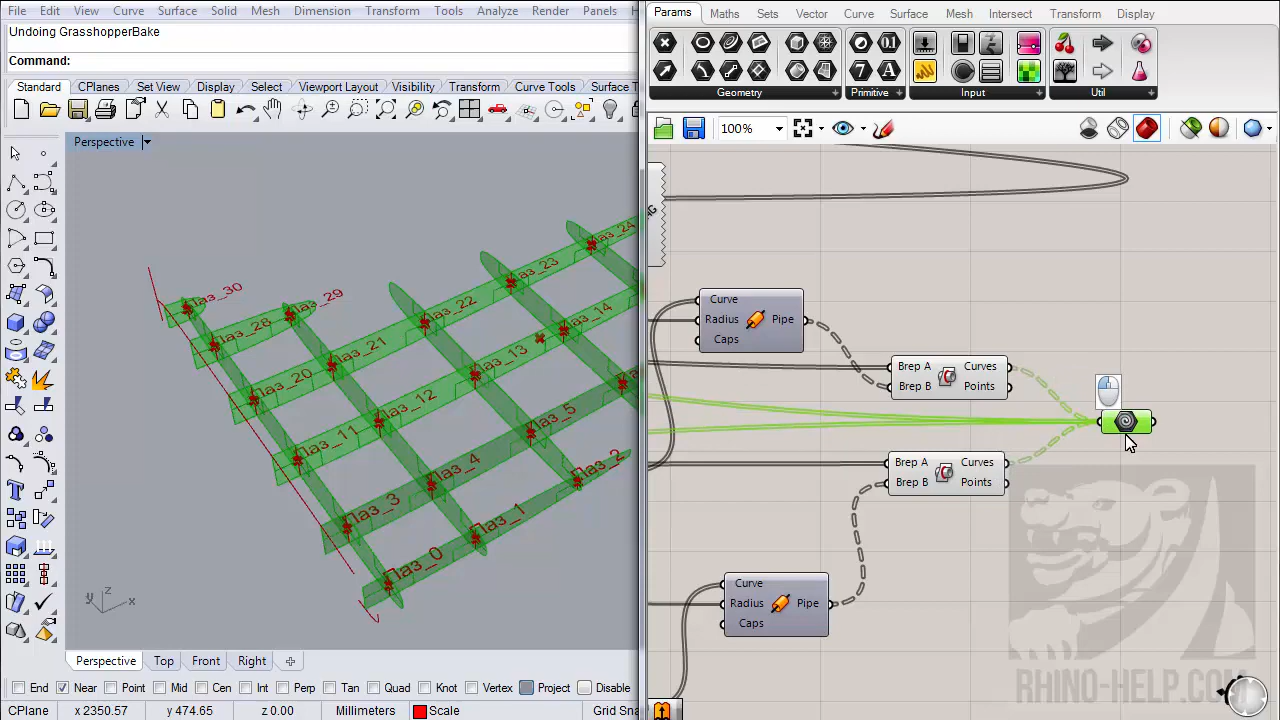 File Edit View Curve Surface Solid Mesh Dimension Transform Tools Analyze Render Panels
Params Maths Sets Vector Curve Surface Mesh Intersect Transform Display
Undoing GrasshopperBake
Command:
Standard CPlanes Set View Display Select Viewport Layout Visibility Transform Curve Tools Surface T
Geometry Primitive Input Util
100%
Perspective
Паз_30
Паз_29
Паз_28
Паз_24
Паз_23
Паз_22
Паз_21
Паз_20
Паз_14
Паз_13
Паз_12
Паз_11
Паз_5
Паз_4
Паз_3
Паз_2
Паз_1
Паз_0
z
y
x
Curve
Radius Pipe
Caps
Brep A Curves
Brep B Points
Brep A Curves
Brep B Points
Curve
Radius Pipe
Caps
RHINO-HELP.COM
Perspective Top Front Right
End Near Point Mid Cen Int Perp Tan Quad Knot Vertex Project Disable
CPlane x 2350.57 y 474.65 z 0.00 Millimeters Scale Grid Sna